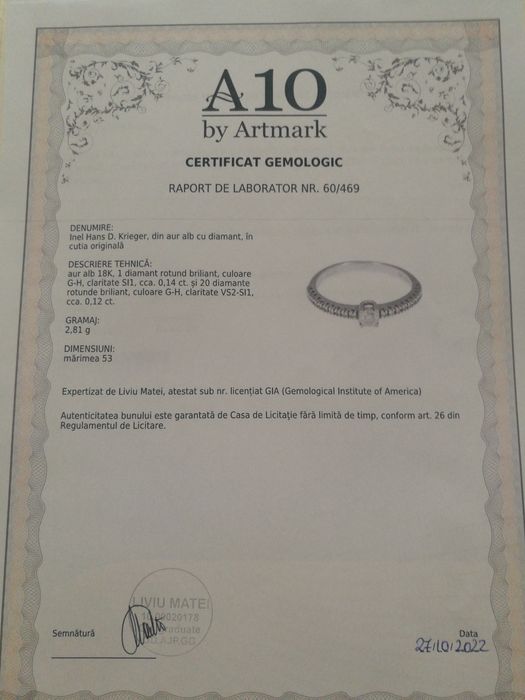 A10
by Artmark
CERTIFICAT GEMOLOGIC
RAPORT DE LABORATOR NR. 60/469
DENUMIRE:
Inel Hans D. Krieger, din aur alb cu diamant, în
cutia originală
DESCRIERE TEHNICĂ:
aur alb 18K, 1 diamant rotund briliant, culoare
G-H, claritate SI1, cca. 0,14 ct. și 20 diamante
rotunde briliant, culoare G-H, claritate VS2-SI1,
cca. 0,12 ct.
GRAMAJ:
2,81 g
DIMENSIUNI:
mărimea 53
Expertizat de Liviu Matei, atestat sub nr. licențiat GIA (Gemological Institute of America)
Autenticitatea bunului este garantată de Casa de Licitație fără limită de timp, conform art. 26 din
Regulamentul de Licitare.
LIVIU MATEI
Semnătură
Data
27.10.2022